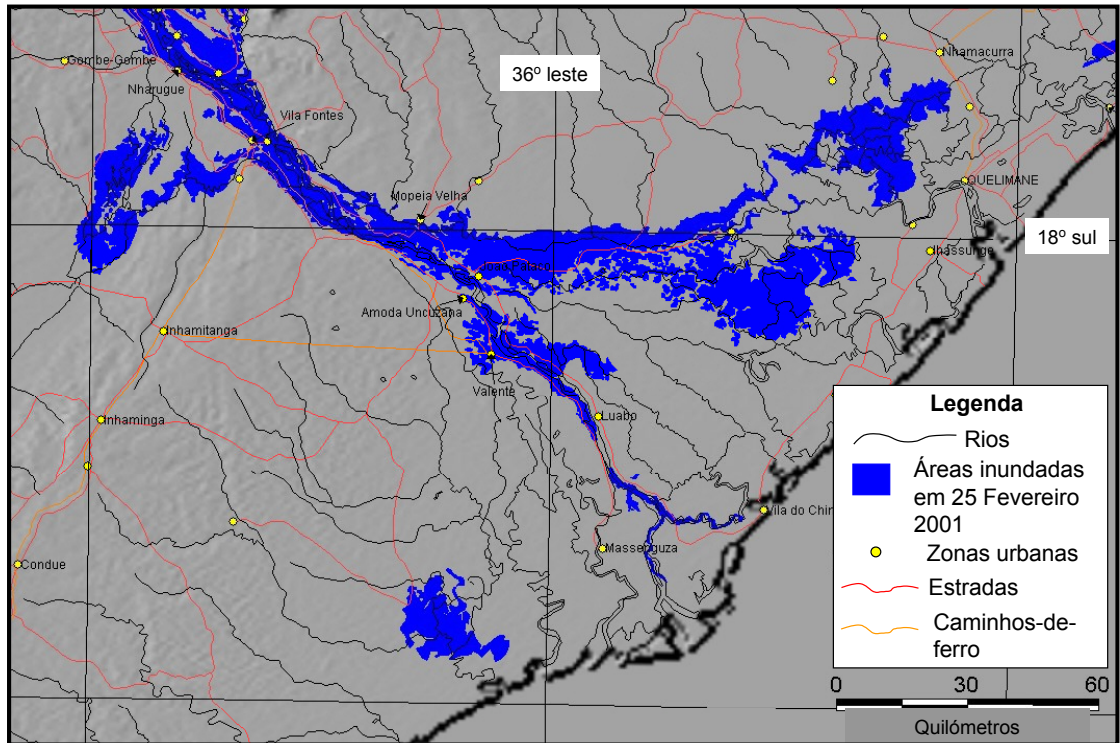 Nhamacurra
Gombe-Gombe
36º leste
Nharugue
Vila Fontes
QUELIMANE
Mopeia Velha
18º sul
Inhassunge
Amoda Uncuzana
Inhamitanga
Valente
Luabo
Inhaminga
Massenguza
Condue
Legenda
Rios
Áreas inundadas
em 25 Fevereiro
2001
Zonas urbanas
Estradas
Caminhos-de-
ferro
0 30 60
Quilómetros